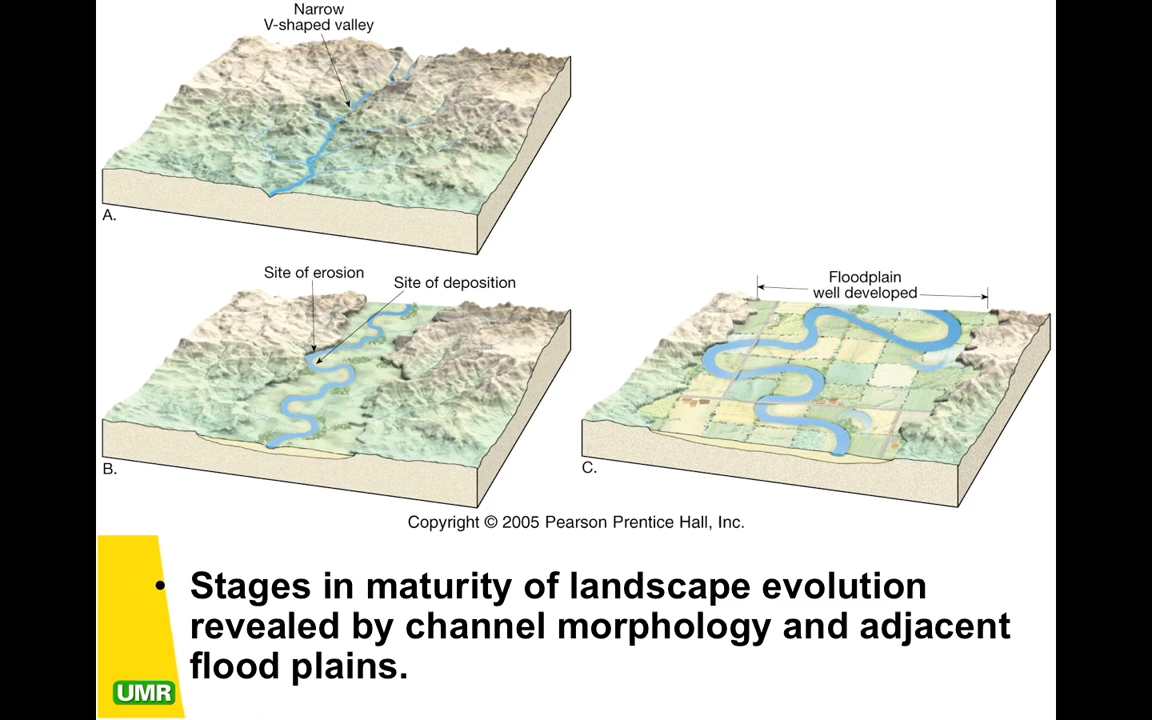 Narrow
V-shaped valley
A.
Site of erosion
Site of deposition
B.
Floodplain
well developed
C.
Copyright © 2005 Pearson Prentice Hall, Inc.
• Stages in maturity of landscape evolution
revealed by channel morphology and adjacent
flood plains.
UMR